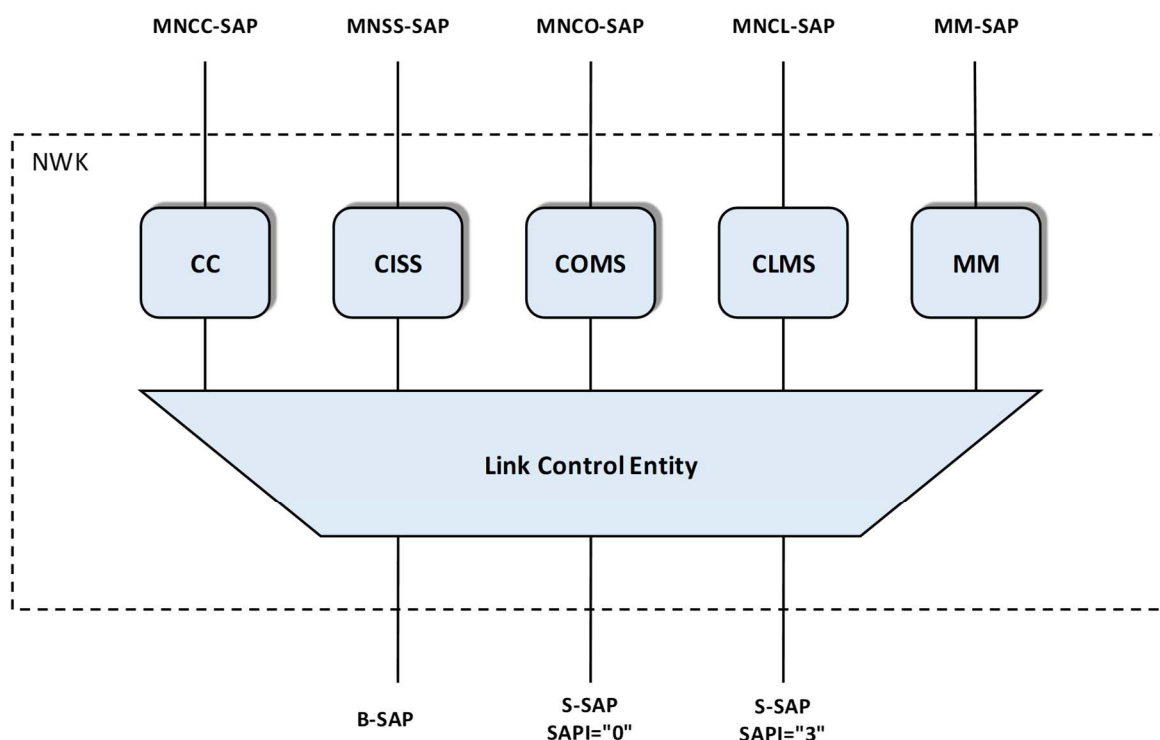 MNCC-SAP MNSS-SAP MNCO-SAP MNCL-SAP MM-SAP
NWK
CC CISS COMS CLMS MM
Link Control Entity
B-SAP
S-SAP
SAPI="0"
S-SAP
SAPI="3"